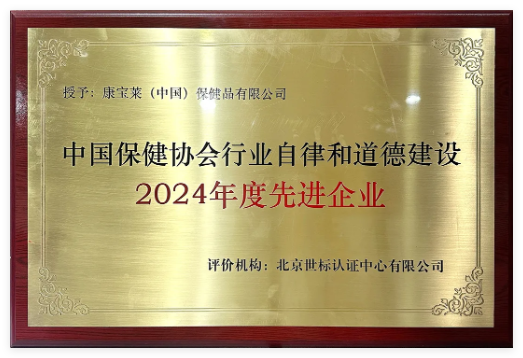 授予：康宝莱（中国）保健品有限公司
中国保健协会行业自律和道德建设
2024年度先进企业
评价机构：北京世标认证中心有限公司